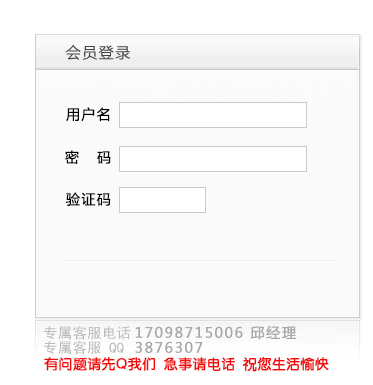 会员登录
用户名
密 码
验证码
专属客服电话 17098715006 邱经理
专属客服 QQ 3876307
有问题请先Q我们 急事请电话 祝您生活愉快